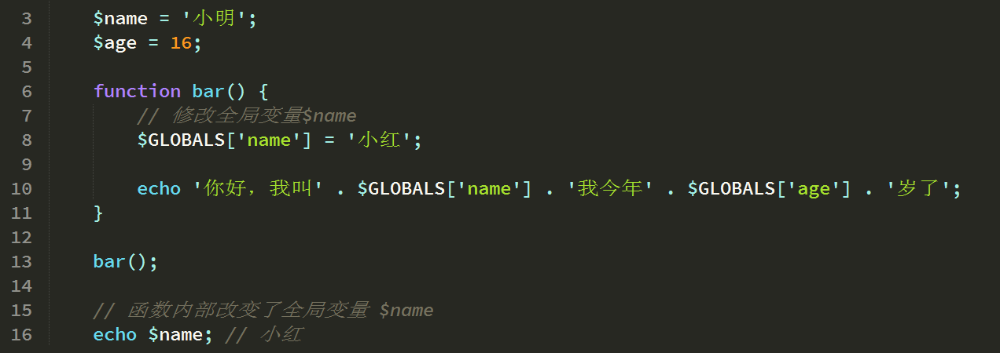 3 $name = '小明';
4 $age = 16;
5
6 function bar() {
7 // 修改全局变量$name
8 $GLOBALS['name'] = '小红';
9
10 echo '你好，我叫' . $GLOBALS['name'] . '我今年' . $GLOBALS['age'] . '岁了';
11 }
12
13 bar();
14
15 // 函数内部改变了全局变量 $name
16 echo $name; // 小红